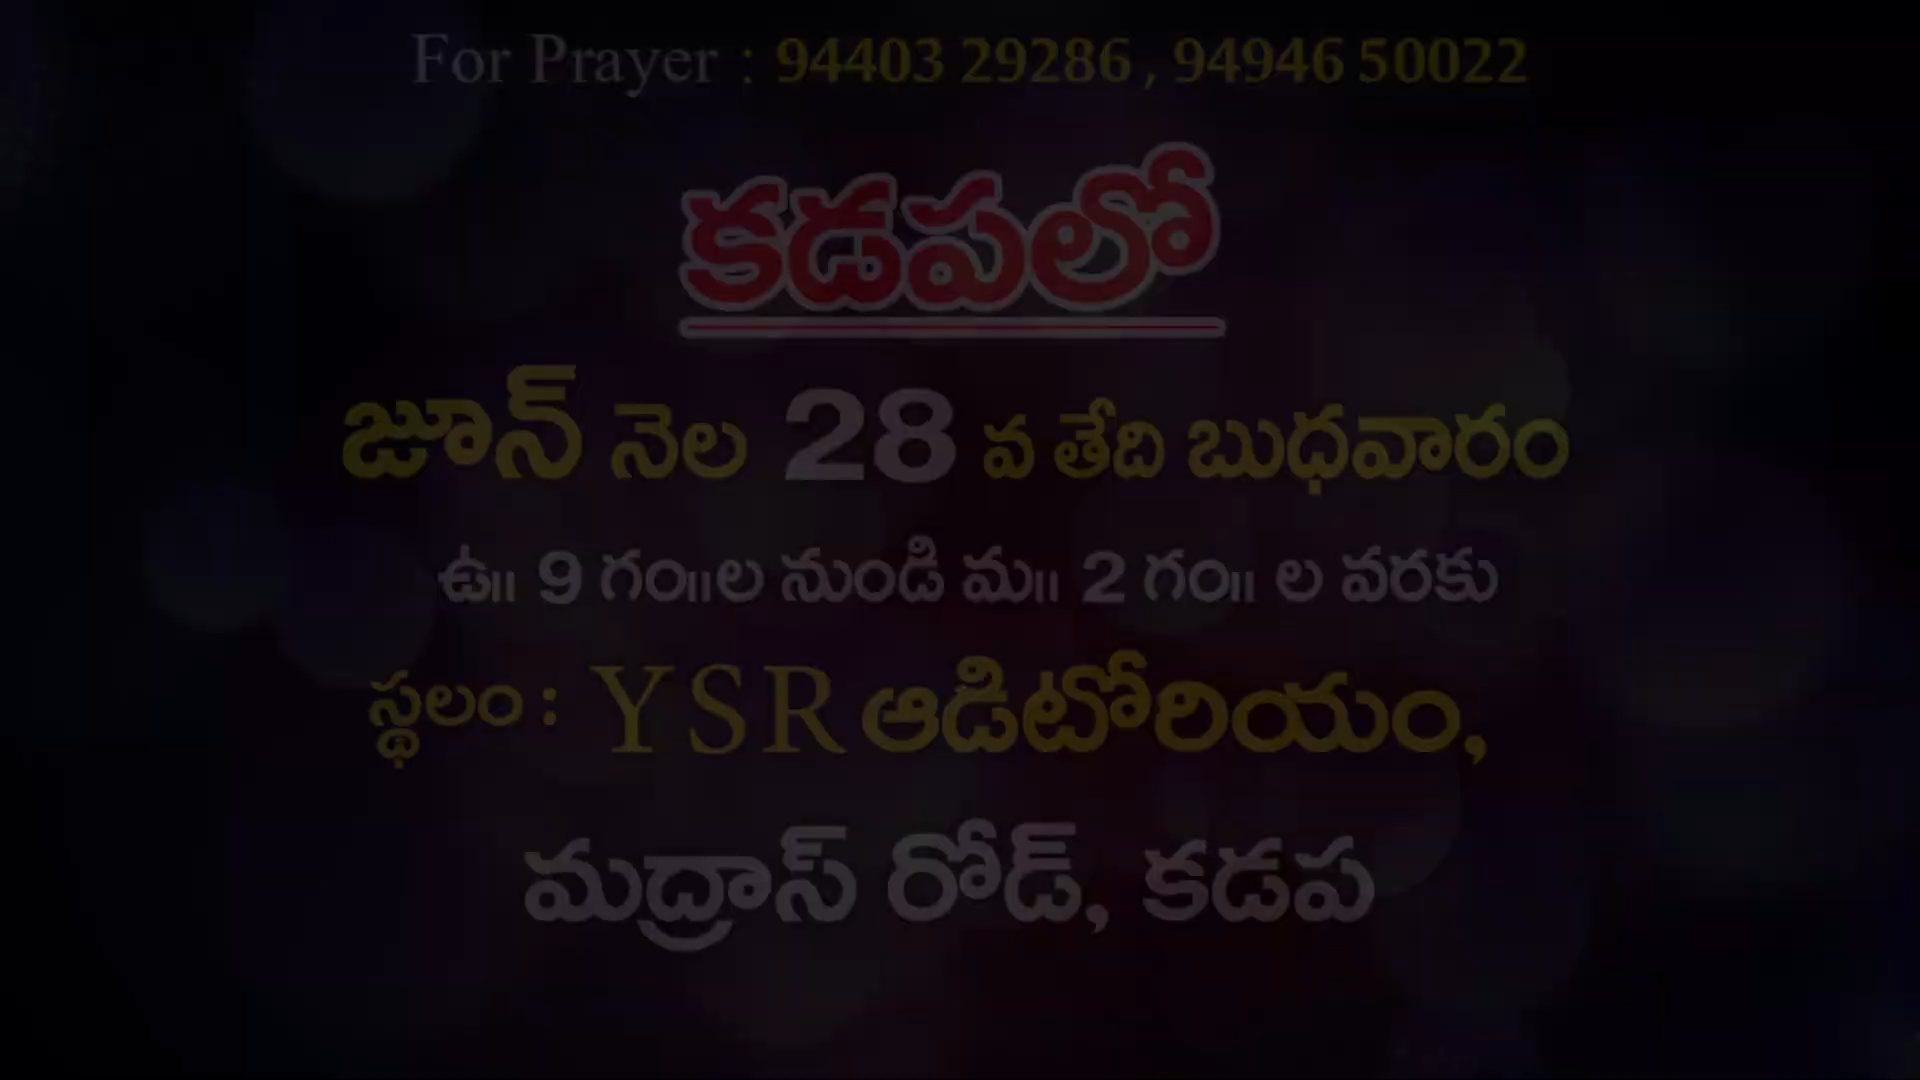 For Prayer : 94403 29286 , 94946 50022
కడపలో
జూన్ నెల 28 వ తేది బుధవారం
ఉ॥ 9 గం॥ల నుండి మ॥ 2 గం॥ ల వరకు
స్థలం : YSR ఆడిటోరియం,
మద్రాస్ రోడ్, కడప